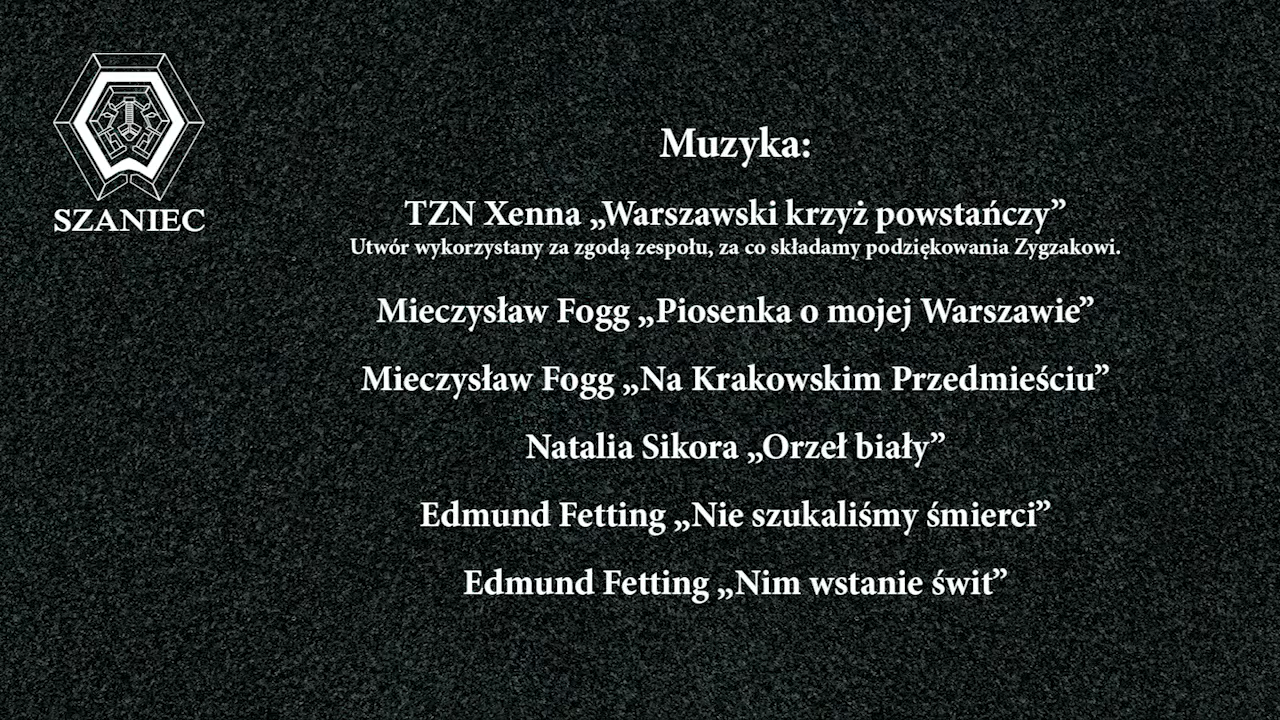 SZANIEC
Muzyka:
TZN Xenna „Warszawski krzyż powstańczy”
Utwór wykorzystany za zgodą zespołu, za co składamy podziękowania Zygzakowi.
Mieczysław Fogg „Piosenka o mojej Warszawie”
Mieczysław Fogg „Na Krakowskim Przedmieściu”
Natalia Sikora „Orzeł biały”
Edmund Fetting „Nie szukaliśmy śmierci”
Edmund Fetting „Nim wstanie świt”